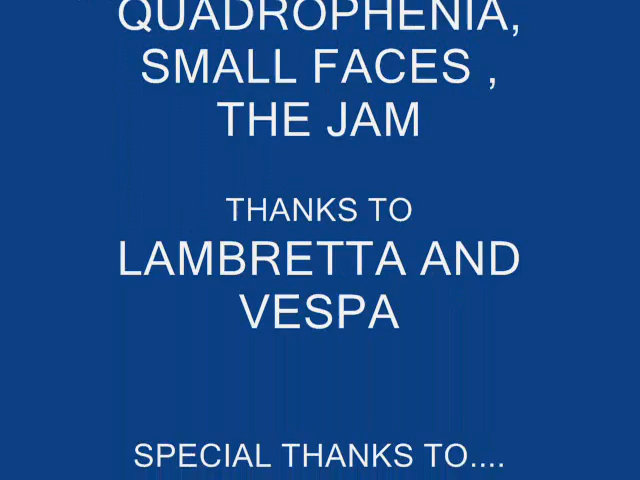 QUADROPHENIA,
SMALL FACES ,
THE JAM
THANKS TO
LAMBRETTA AND
VESPA
SPECIAL THANKS TO....